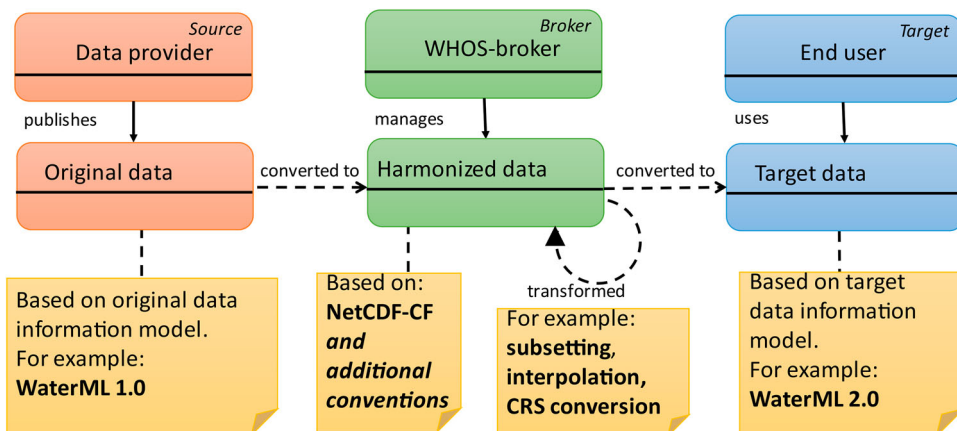 Source
Data provider
Broker
WHOS-broker
Target
End user
publishes
manages
uses
Original data
converted to
Harmonized data
converted to
Target data
transformed
Based on original data
information model.
For example:
WaterML 1.0
Based on:
NetCDF-CF
and
additional
conventions
For example:
subsetting,
interpolation,
CRS conversion
Based on target
data information
model.
For example:
WaterML 2.0